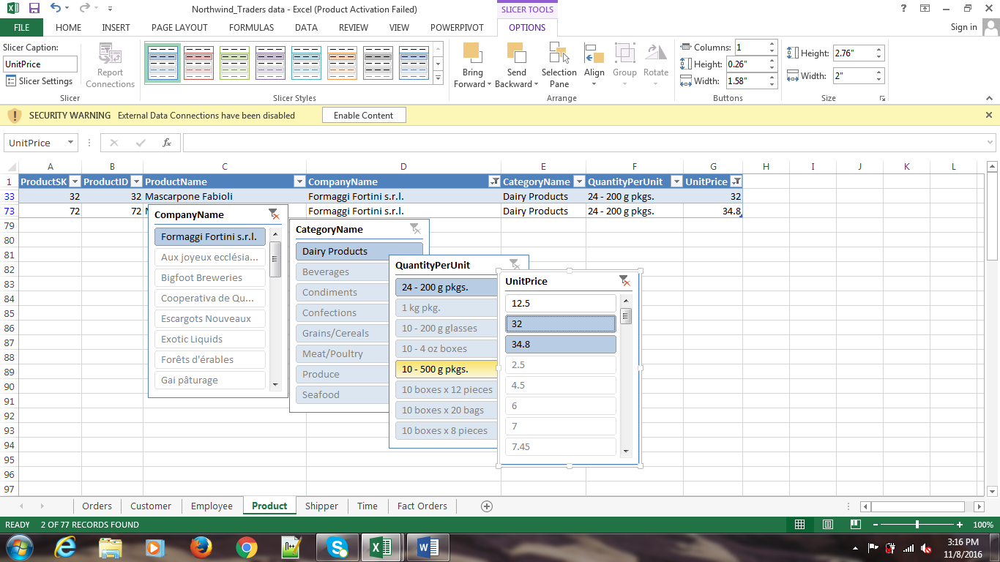 Northwind_Traders data - Excel (Product Activation Failed)
SLICER TOOLS
FILE HOME INSERT PAGE LAYOUT FORMULAS DATA REVIEW VIEW POWERPIVOT OPTIONS Sign in
Slicer Caption:
UnitPrice
Slicer Settings
Report
Connections
Slicer
Slicer Styles
Bring
Forward
Send
Backward
Selection
Pane
Align
Group
Rotate
Arrange
Columns: 1
Height: 0.26"
Width: 1.58"
Buttons
Height: 2.76"
Width: 2"
Size
SECURITY WARNING External Data Connections have been disabled Enable Content
UnitPrice
fx
A B C D E F G H I J K L
1 ProductSK ProductID ProductName CompanyName CategoryName QuantityPerUnit UnitPrice
33 32 32 Mascarpone Fabioli Formaggi Fortini s.r.l. Dairy Products 24 - 200 g pkgs. 32
73 72 72 Formaggi Fortini s.r.l. Dairy Products 24 - 200 g pkgs. 34.8
79
80
81
82
83
84
85
86
87
88
89
90
91
92
93
94
95
96
97
CompanyName
Formaggi Fortini s.r.l.
Aux joyeux ecclésia...
Bigfoot Breweries
Cooperativa de Qu...
Escargots Nouveaux
Exotic Liquids
Forêts d'érables
Gai pâturage
CategoryName
Dairy Products
Beverages
Condiments
Confections
Grains/Cereals
Meat/Poultry
Produce
Seafood
QuantityPerUnit
24 - 200 g pkgs.
1 kg pkg.
10 - 200 g glasses
10 - 4 oz boxes
10 - 500 g pkgs.
10 boxes x 12 pieces
10 boxes x 20 bags
10 boxes x 8 pieces
UnitPrice
12.5
32
34.8
2.5
4.5
6
7
7.45
Orders Customer Employee Product Shipper Time Fact Orders
READY 2 OF 77 RECORDS FOUND 100%
3:16 PM
11/8/2016